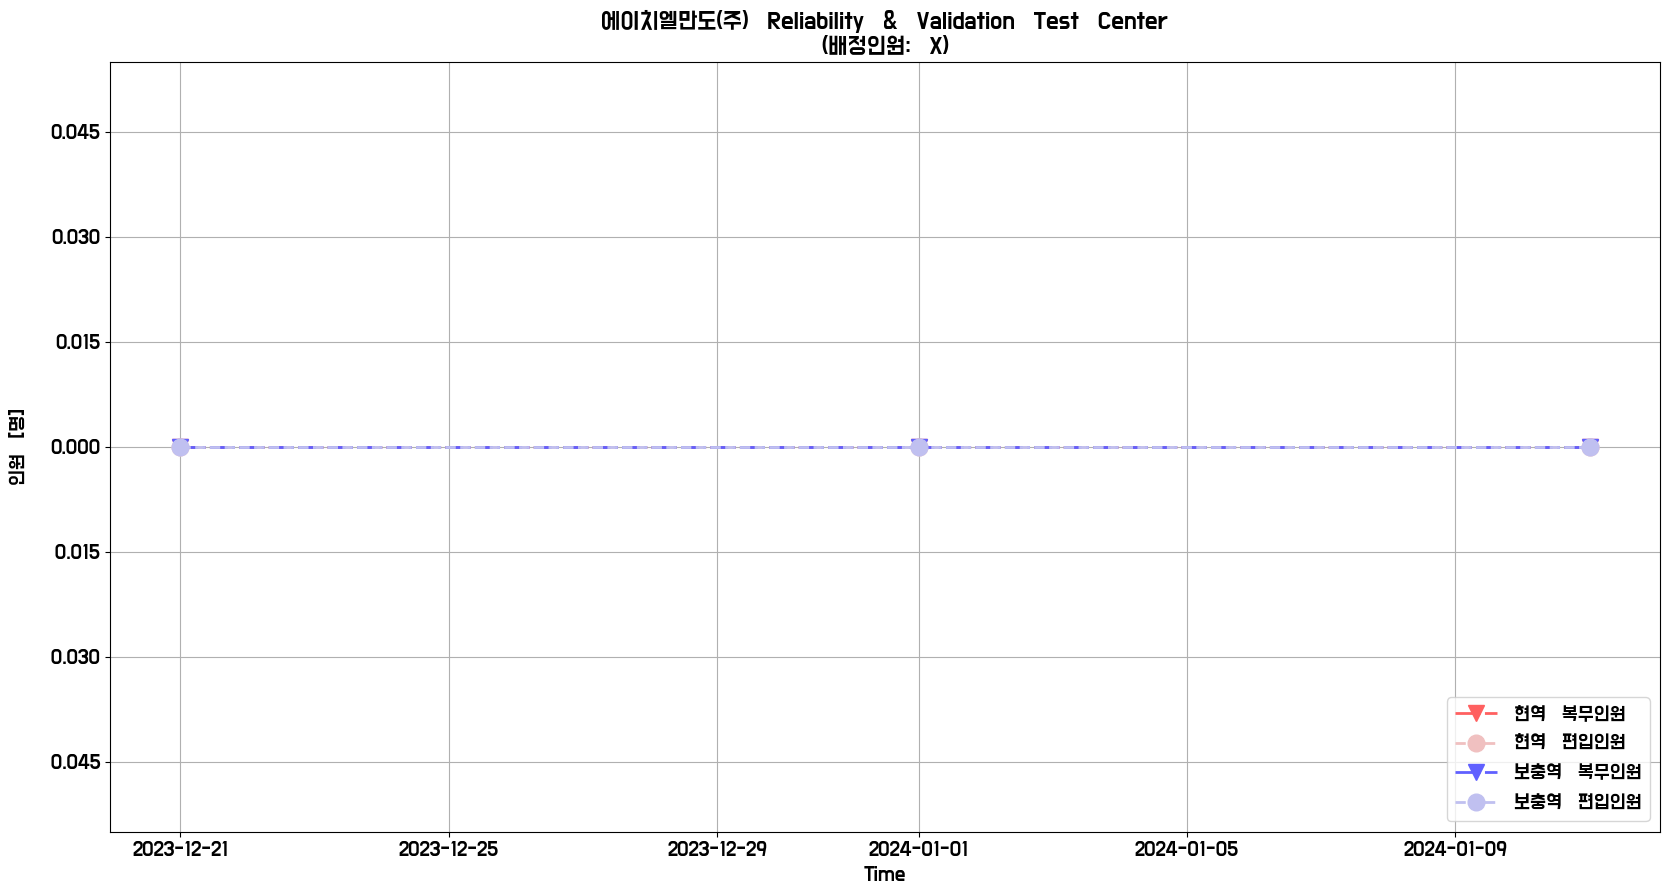 에이치엘만도(주) Reliability & Validation Test Center
(배정인원: X)
0.045
0.030
0.015
0.000
0.015
0.030
0.045
인원 [명]
현역 복무인원
현역 편입인원
보충역 복무인원
보충역 편입인원
2023-12-21
2023-12-25
2023-12-29
2024-01-01
2024-01-05
2024-01-09
Time